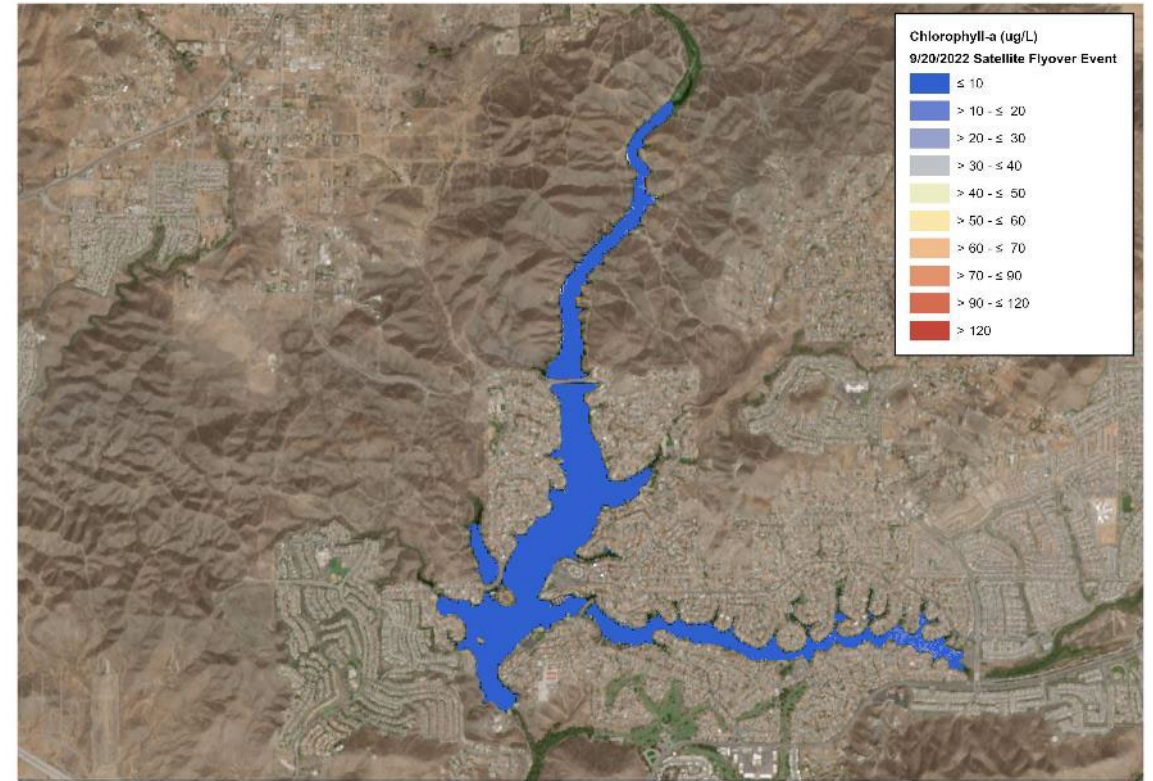 Chlorophyll-a (ug/L)
9/20/2022 Satellite Flyover Event
≤ 10
> 10 - ≤ 20
> 20 - ≤ 30
> 30 - ≤ 40
> 40 - ≤ 50
> 50 - ≤ 60
> 60 - ≤ 70
> 70 - ≤ 90
> 90 - ≤ 120
> 120